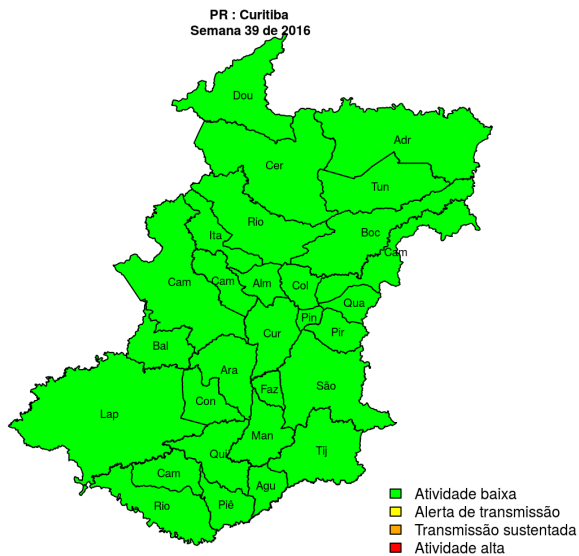 PR : Curitiba
Semana 39 de 2016
Dou
Adr
Cer
Tun
Rio
Ita
Boc
Cam
Cam
Cam
Alm
Col
Qua
Pin
Cur
Pir
Bal
Ara
São
Faz
Con
Lap
Man
Tij
Qui
Cam
Agu
Rio
Piê
Atividade baixa
Alerta de transmissão
Transmissão sustentada
Atividade alta